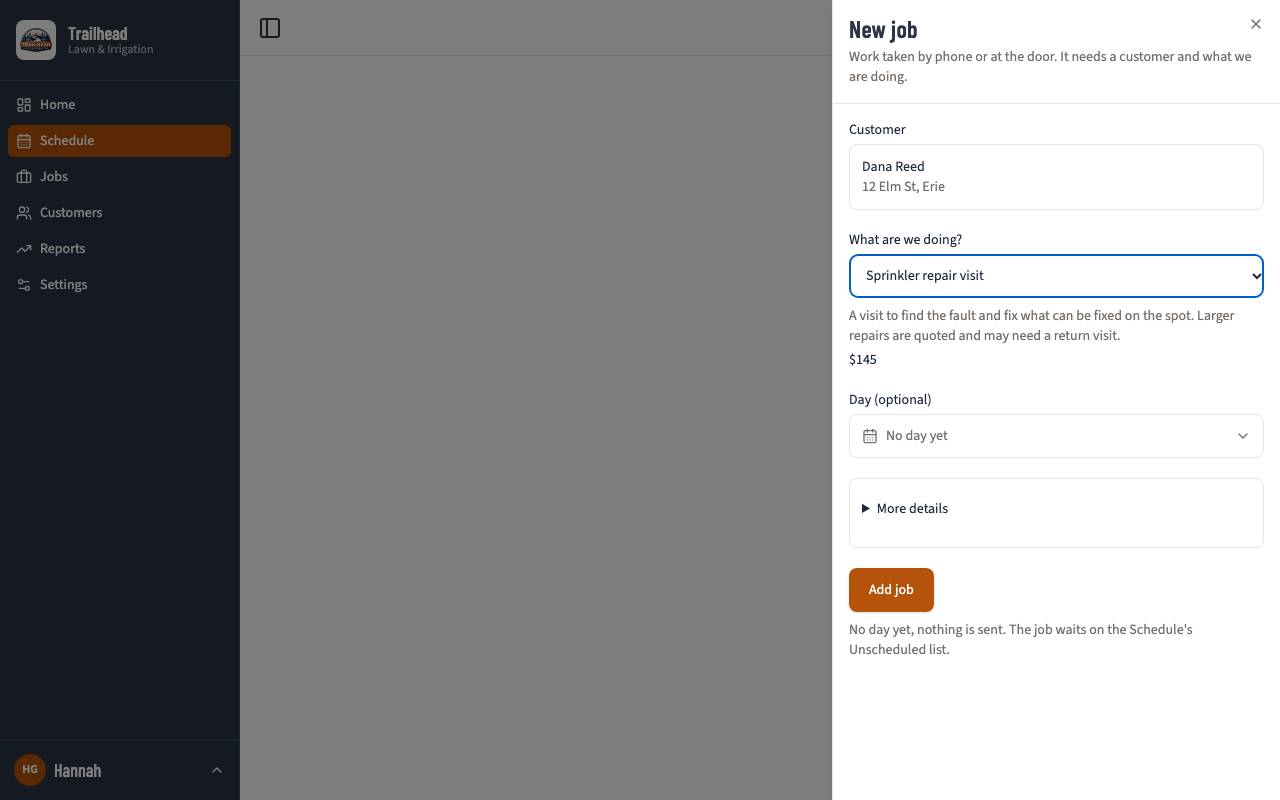 Trailhead
Lawn & Irrigation
Home
Schedule
Jobs
Customers
Reports
Settings
HG
Hannah
New job
Work taken by phone or at the door. It needs a customer and what we
are doing.
Customer
Dana Reed
12 Elm St, Erie
What are we doing?
Sprinkler repair visit
A visit to find the fault and fix what can be fixed on the spot. Larger
repairs are quoted and may need a return visit.
$145
Day (optional)
No day yet
More details
Add job
No day yet, nothing is sent. The job waits on the Schedule's
Unscheduled list.